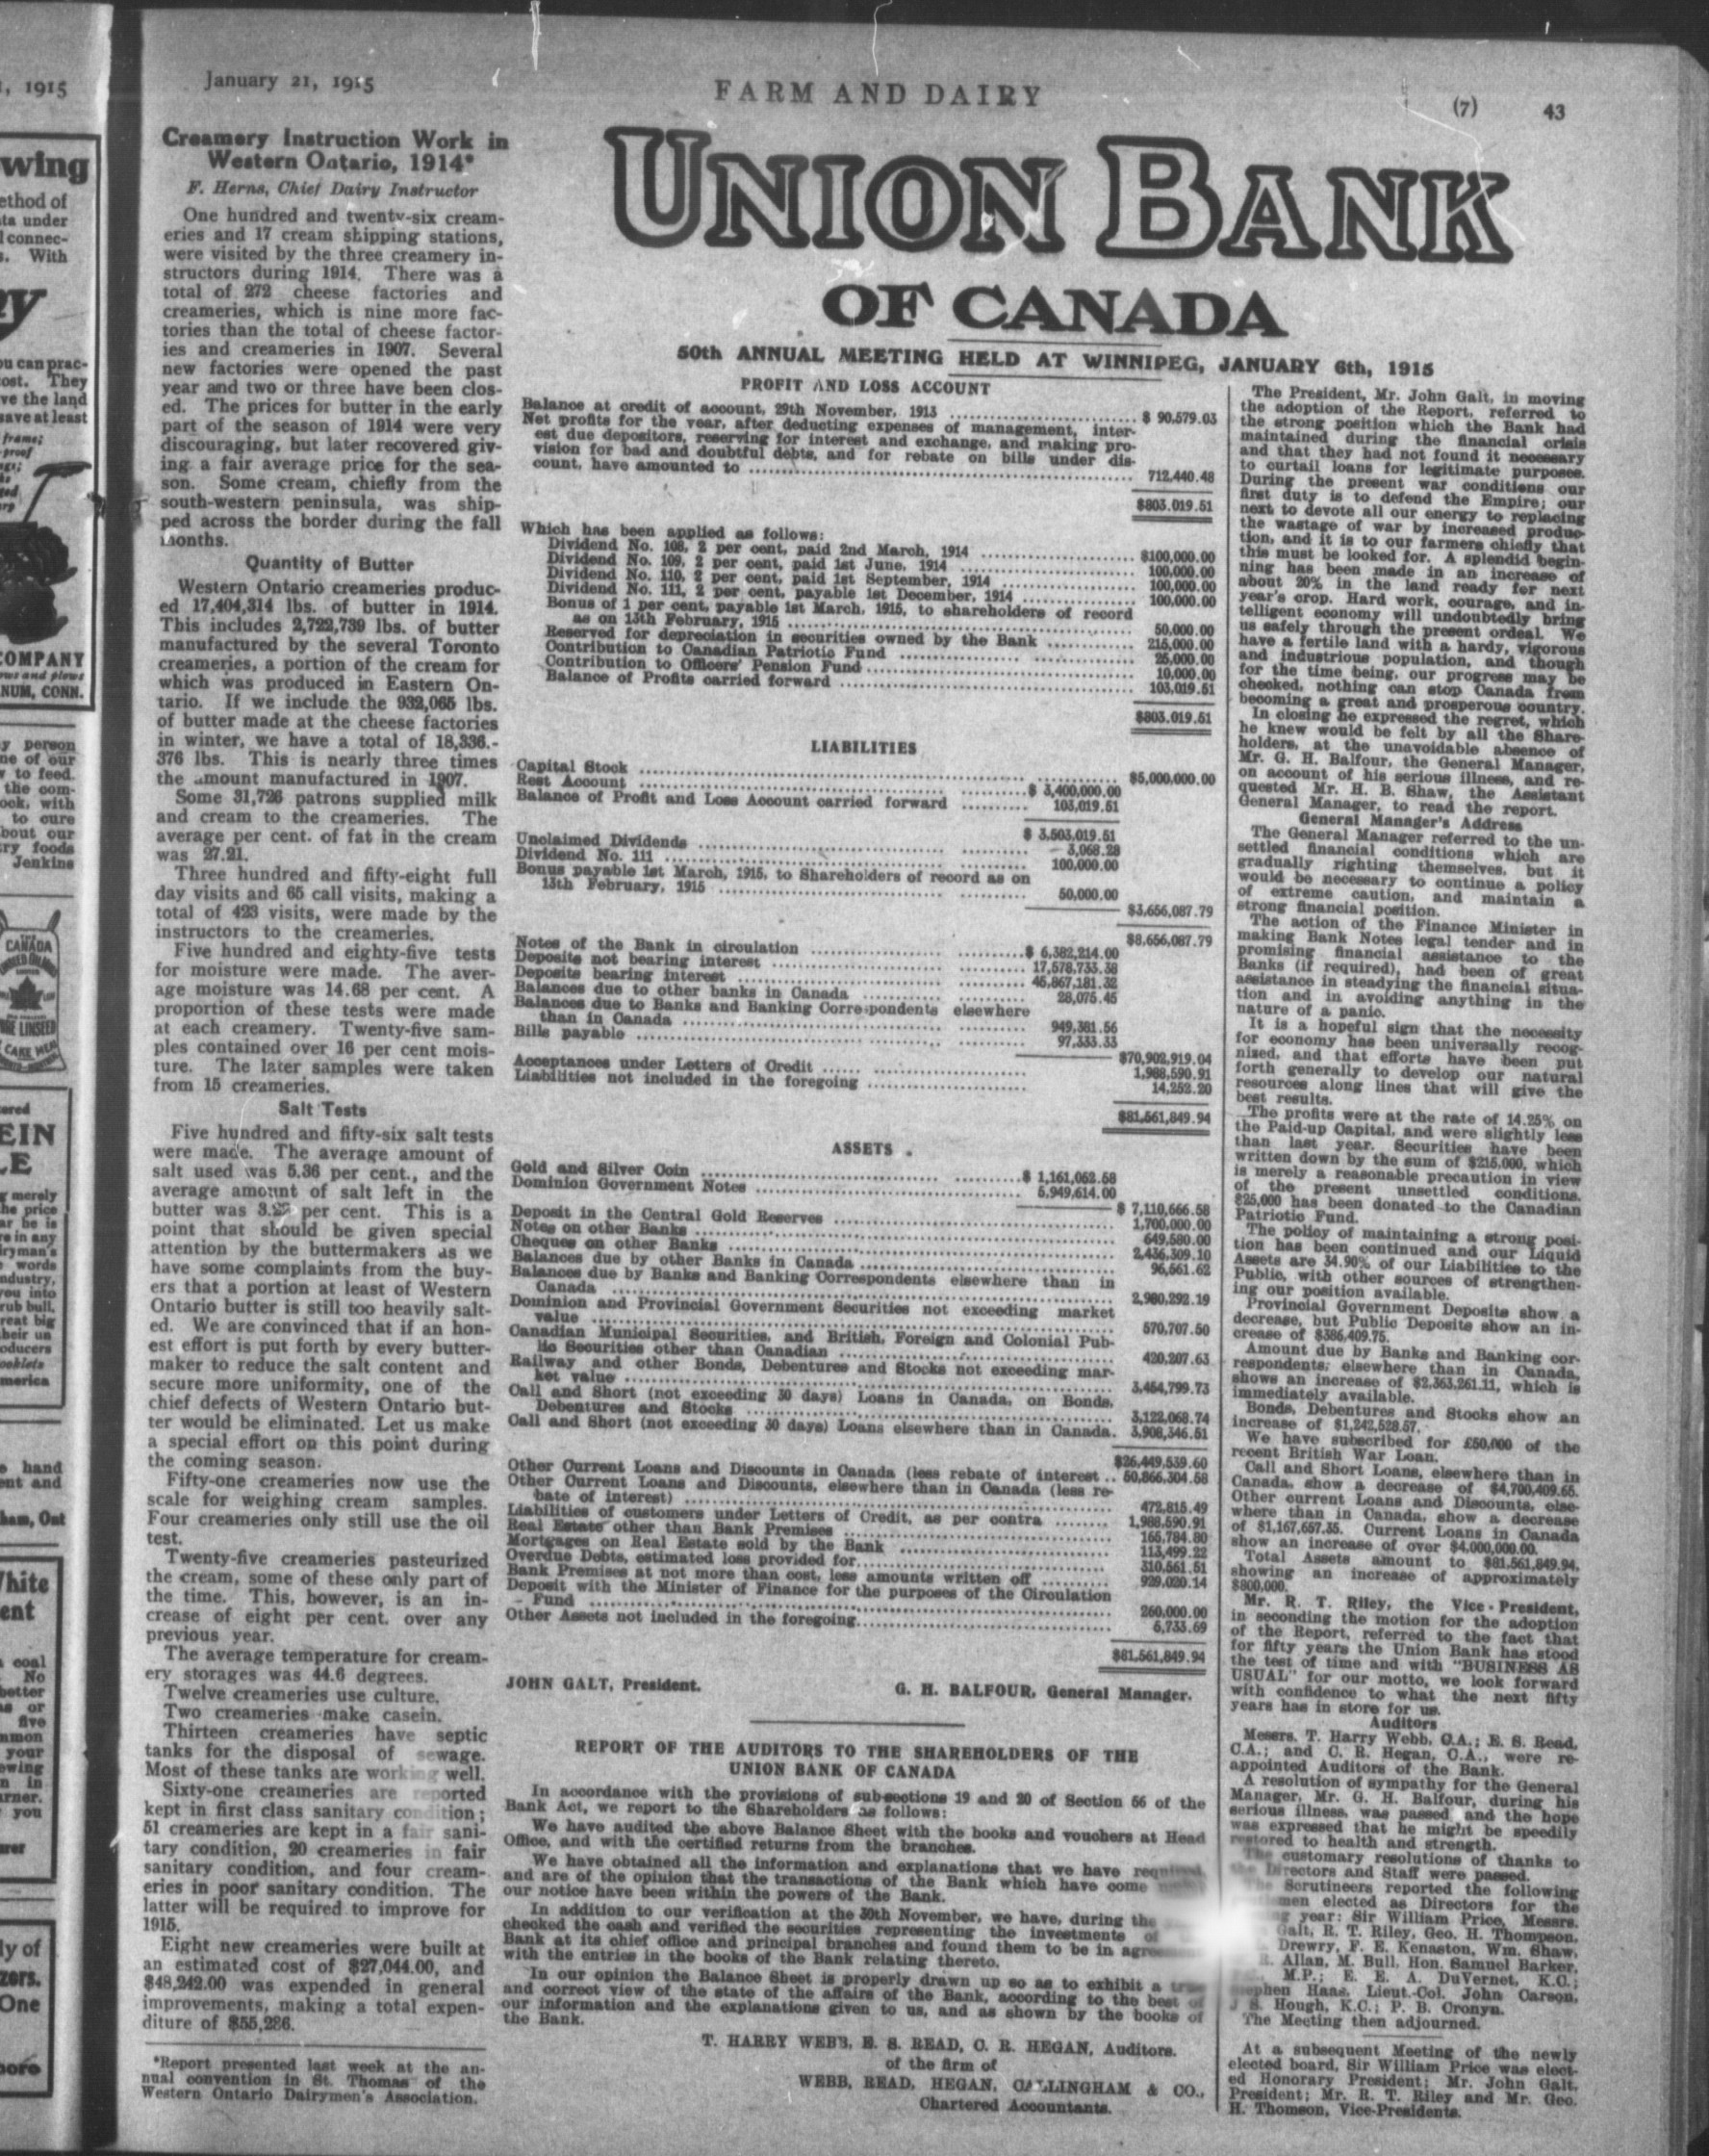 , 1915
January 21, 1915
FARM AND DAIRY
(7)
43
wing
ethod of
ta under
connec-
. With
y
ou can prac-
ost. They
ve the land
save at least
frame;
proof
COMPANY
ows and plows
NUM, CONN.
y person
ne of our
to feed.
the com-
ook, with
to cure
bout our
ry foods
Jenkins
CANADA
LINSEED
CAKE MEAL
EIN
E
merely
he price
ar he is
e in any
iryman's
words
ndustry,
you into
rub bull,
reat big
their un
oducers
ooklets
merica
hand
ent and
ham, Ont
White
ent
coal
No
better
as or
five
mmon
your
owing
n in
urner.
you
ly of
zers.
One
Creamery Instruction Work in
Western Ontario, 1914*
F. Herns, Chief Dairy Instructor
One hundred and twenty-six cream-
eries and 17 cream shipping stations,
were visited by the three creamery in-
structors during 1914. There was a
total of 272 cheese factories and
creameries, which is nine more fac-
tories than the total of cheese factor-
ies and creameries in 1907. Several
new factories were opened the past
year and two or three have been clos-
ed. The prices for butter in the early
part of the season of 1914 were very
discouraging, but later recovered giv-
ing a fair average price for the sea-
son. Some cream, chiefly from the
south-western peninsula, was ship-
ped across the border during the fall
months.
Quantity of Butter
Western Ontario creameries produc-
ed 17,404,314 lbs. of butter in 1914.
This includes 2,722,739 lbs. of butter
manufactured by the several Toronto
creameries, a portion of the cream for
which was produced in Eastern On-
tario. If we include the 932,065 lbs.
of butter made at the cheese factories
in winter, we have a total of 18,336,-
376 lbs. This is nearly three times
the amount manufactured in 1907.
Some 31,726 patrons supplied milk
and cream to the creameries. The
average per cent. of fat in the cream
was 27.21.
Three hundred and fifty-eight full
day visits and 65 call visits, making a
total of 423 visits, were made by the
instructors to the creameries.
Five hundred and eighty-five tests
for moisture were made. The aver-
age moisture was 14.68 per cent. A
proportion of these tests were made
at each creamery. Twenty-five sam-
ples contained over 16 per cent mois-
ture. The later samples were taken
from 15 creameries.
Salt Tests
Five hundred and fifty-six salt tests
were made. The average amount of
salt used was 5.36 per cent., and the
average amount of salt left in the
butter was per cent. This is a
point that should be given special
attention by the buttermakers as we
have some complaints from the buy-
ers that a portion at least of Western
Ontario butter is still too heavily salt-
ed. We are convinced that if an hon-
est effort is put forth by every butter-
maker to reduce the salt content and
secure more uniformity, one of the
chief defects of Western Ontario but-
ter would be eliminated. Let us make
a special effort on this point during
the coming season.
Fifty-one creameries now use the
scale for weighing cream samples.
Four creameries only still use the oil
test.
Twenty-five creameries pasteurized
the cream, some of these only part of
the time. This, however, is an in-
crease of eight per cent. over any
previous year.
The average temperature for cream-
ery storages was 44.6 degrees.
Twelve creameries use culture.
Two creameries make casein.
Thirteen creameries have septic
tanks for the disposal of sewage.
Most of these tanks are working well.
Sixty-one creameries are reported
kept in first class sanitary condition;
51 creameries are kept in a fair sani-
tary condition, 20 creameries in fair
sanitary condition, and four cream-
eries in poor sanitary condition. The
latter will be required to improve for
1915.
Eight new creameries were built at
an estimated cost of $27,044.00, and
$48,242.00 was expended in general
improvements, making a total expen-
diture of $55,286.
*Report presented last week at the an-
nual convention in St. Thomas of the
Western Ontario Dairymen's Association.
UNION BANK
OF CANADA
50th ANNUAL MEETING HELD AT WINNIPEG, JANUARY 6th, 1915
PROFIT AND LOSS ACCOUNT
Balance at credit of account, 29th November, 1913 ........ $ 90,579.03
Net profits for the year, after deducting expenses of management, inter-
est due depositors, reserving for interest and exchange, and making pro-
vision for bad and doubtful debts, and for rebate on bills under dis-
count, have amounted to ........ 712,440.48
$803.019.51
Which has been applied as follows:
Dividend No. 108, 2 per cent, paid 2nd March, 1914 ........ $100,000.00
Dividend No. 109, 2 per cent, paid 1st June, 1914 ........ 100,000.00
Dividend No. 110, 2 per cent, paid 1st September, 1914 ........ 100,000.00
Dividend No. 111, 2 per cent, payable 1st December, 1914 ........ 100,000.00
Bonus of 1 per cent, payable 1st March, 1915, to shareholders of record
as on 13th February, 1915 ........ 50,000.00
Reserved for depreciation in securities owned by the Bank ........ 215,000.00
Contribution to Canadian Patriotic Fund ........ 25,000.00
Contribution to Officers' Pension Fund ........ 10,000.00
Balance of Profits carried forward ........ 103,019.51
$803.019.51
LIABILITIES
Capital Stock ........ $5,000,000.00
Rest Account ........ $ 3,400,000.00
Balance of Profit and Loss Account carried forward ........ 103,019.51
$ 3,503,019.51
Unclaimed Dividends ........ 3,068.28
Dividend No. 111 ........ 100,000.00
Bonus payable 1st March, 1915, to Shareholders of record as on
13th February, 1915 ........ 50,000.00
$3,656,087.79
$8,656,087.79
Notes of the Bank in circulation ........ $ 6,382,214.00
Deposits not bearing interest ........ 17,578,733.38
Deposits bearing interest ........ 45,867,181.32
Balances due to other banks in Canada ........ 28,075.45
Balances due to Banks and Banking Correspondents elsewhere
than in Canada ........ 949,381.56
Bills payable ........ 97,333.33
$70,902,919.04
Acceptances under Letters of Credit ........ 1,988,590.91
Liabilities not included in the foregoing ........ 14,252.20
$81,561,849.94
ASSETS
Gold and Silver Coin ........ $ 1,161,052.58
Dominion Government Notes ........ 5,949,614.00
$ 7,110,666.58
Deposit in the Central Gold Reserves ........ 1,700,000.00
Notes on other Banks ........ 649,580.00
Cheques on other Banks ........ 2,436,309.10
Balances due by other Banks in Canada ........ 96,561.62
Balances due by Banks and Banking Correspondents elsewhere than in
Canada ........ 2,980,292.19
Dominion and Provincial Government Securities not exceeding market
value ........ 570,707.50
Canadian Municipal Securities, and British, Foreign and Colonial Pub-
lic Securities other than Canadian ........ 420,207.63
Railway and other Bonds, Debentures and Stocks not exceeding mar-
ket value ........ 3,454,799.73
Call and Short (not exceeding 30 days) Loans in Canada, on Bonds,
Debentures and Stocks ........ 3,122,068.74
Call and Short (not exceeding 30 days) Loans elsewhere than in Canada. 3,908,346.51
$26,449,539.60
Other Current Loans and Discounts in Canada (less rebate of interest .. 50,866,304.58
Other Current Loans and Discounts, elsewhere than in Canada (less re-
bate of interest) ........ 472,815.49
Liabilities of customers under Letters of Credit, as per contra ........ 1,988,590.91
Real Estate other than Bank Premises ........ 165,784.80
Mortgages on Real Estate sold by the Bank ........ 113,499.22
Overdue Debts, estimated loss provided for ........ 310,561.51
Bank Premises at not more than cost, less amounts written off ........ 929,020.14
Deposit with the Minister of Finance for the purposes of the Circulation
Fund ........ 260,000.00
Other Assets not included in the foregoing ........ 5,733.69
$81,561,849.94
JOHN GALT, President. G. H. BALFOUR, General Manager.
REPORT OF THE AUDITORS TO THE SHAREHOLDERS OF THE
UNION BANK OF CANADA
In accordance with the provisions of sub-sections 19 and 20 of Section 56 of the
Bank Act, we report to the Shareholders as follows:
We have audited the above Balance Sheet with the books and vouchers at Head
Office, and with the certified returns from the branches.
We have obtained all the information and explanations that we have required,
and are of the opinion that the transactions of the Bank which have come
our notice have been within the powers of the Bank.
In addition to our verification at the 30th November, we have, during the
checked the cash and verified the securities representing the investments of
Bank at its chief office and principal branches and found them to be in
with the entries in the books of the Bank relating thereto.
In our opinion the Balance Sheet is properly drawn up so as to exhibit a true
and correct view of the state of the affairs of the Bank, according to the best of
our information and the explanations given to us, and as shown by the books of
the Bank.
T. HARRY WEBB, E. S. READ, C. R. HEGAN, Auditors.
of the firm of
WEBB, READ, HEGAN, CALLINGHAM & CO.,
Chartered Accountants.
The President, Mr. John Galt, in moving
the adoption of the Report, referred to
the strong position which the Bank had
maintained during the financial crisis
and that they had not found it necessary
to curtail loans for legitimate purposes.
During the present war conditions our
first duty is to defend the Empire; our
next to devote all our energy to replacing
the wastage of war by increased produc-
tion, and it is to our farmers chiefly that
this must be looked for. A splendid begin-
ning has been made in an increase of
about 20% in the land ready for next
year's crop. Hard work, courage, and in-
telligent economy will undoubtedly bring
us safely through the present ordeal. We
have a fertile land with a hardy, vigorous
and industrious population, and though
for the time being, our progress may be
checked, nothing can stop Canada from
becoming a great and prosperous country.
In closing he expressed the regret, which
he knew would be felt by all the Share-
holders, at the unavoidable absence of
Mr. G. H. Balfour, the General Manager,
on account of his serious illness, and re-
quested Mr. H. B. Shaw, the Assistant
General Manager, to read the report.
General Manager's Address
The General Manager referred to the un-
settled financial conditions which are
gradually righting themselves, but it
would be necessary to continue a policy
of extreme caution, and maintain a
strong financial position.
The action of the Finance Minister in
making Bank Notes legal tender and in
promising financial assistance to the
Banks (if required), had been of great
assistance in steadying the financial situa-
tion and in avoiding anything in the
nature of a panic.
It is a hopeful sign that the necessity
for economy has been universally recog-
nized, and that efforts have been put
forth generally to develop our natural
resources along lines that will give the
best results.
The profits were at the rate of 14.25% on
the Paid-up Capital, and were slightly less
than last year. Securities have been
written down by the sum of $215,000, which
is merely a reasonable precaution in view
of the present unsettled conditions.
$25,000 has been donated to the Canadian
Patriotic Fund.
The policy of maintaining a strong posi-
tion has been continued and our Liquid
Assets are 34.90% of our Liabilities to the
Public, with other sources of strengthen-
ing our position available.
Provincial Government Deposits show a
decrease, but Public Deposits show an in-
crease of $386,409.75.
Amount due by Banks and Banking cor-
respondents, elsewhere than in Canada,
shows an increase of $2,363,261.11, which is
immediately available.
Bonds, Debentures and Stocks show an
increase of $1,242,528.57.
We have subscribed for £50,000 of the
recent British War Loan.
Call and Short Loans, elsewhere than in
Canada, show a decrease of $4,700,409.65.
Other current Loans and Discounts, else-
where than in Canada, show a decrease
of $1,167,657.35. Current Loans in Canada
show an increase of over $4,000,000.00.
Total Assets amount to $81,561,849.94,
showing an increase of approximately
$800,000.
Mr. R. T. Riley, the Vice-President,
in seconding the motion for the adoption
of the Report, referred to the fact that
for fifty years the Union Bank has stood
the test of time and with "BUSINESS AS
USUAL" for our motto, we look forward
with confidence to what the next fifty
years has in store for us.
Auditors
Messrs. T. Harry Webb, C.A.; E. S. Read,
C.A.; and C. R. Hegan, C.A., were re-
appointed Auditors of the Bank.
A resolution of sympathy for the General
Manager, Mr. G. H. Balfour, during his
serious illness, was passed and the hope
was expressed that he might be speedily
restored to health and strength.
The customary resolutions of thanks to
the Directors and Staff were passed.
The Scrutineers reported the following
men elected as Directors for the
year: Sir William Price, Messrs.
Galt, R. T. Riley, Geo. H. Thompson,
Drewry, F. E. Kenaston, Wm. Shaw,
Allan, M. Bull, Hon. Samuel Barker,
M.P.; E. E. A. DuVernet, K.C.;
Stephen Haas, Lieut.-Col. John Carson,
J. S. Hough, K.C.; P. B. Cronyn.
The Meeting then adjourned.
At a subsequent Meeting of the newly
elected board, Sir William Price was elect-
ed Honorary President; Mr. John Galt,
President; Mr. R. T. Riley and Mr. Geo.
H. Thomson, Vice-Presidents.